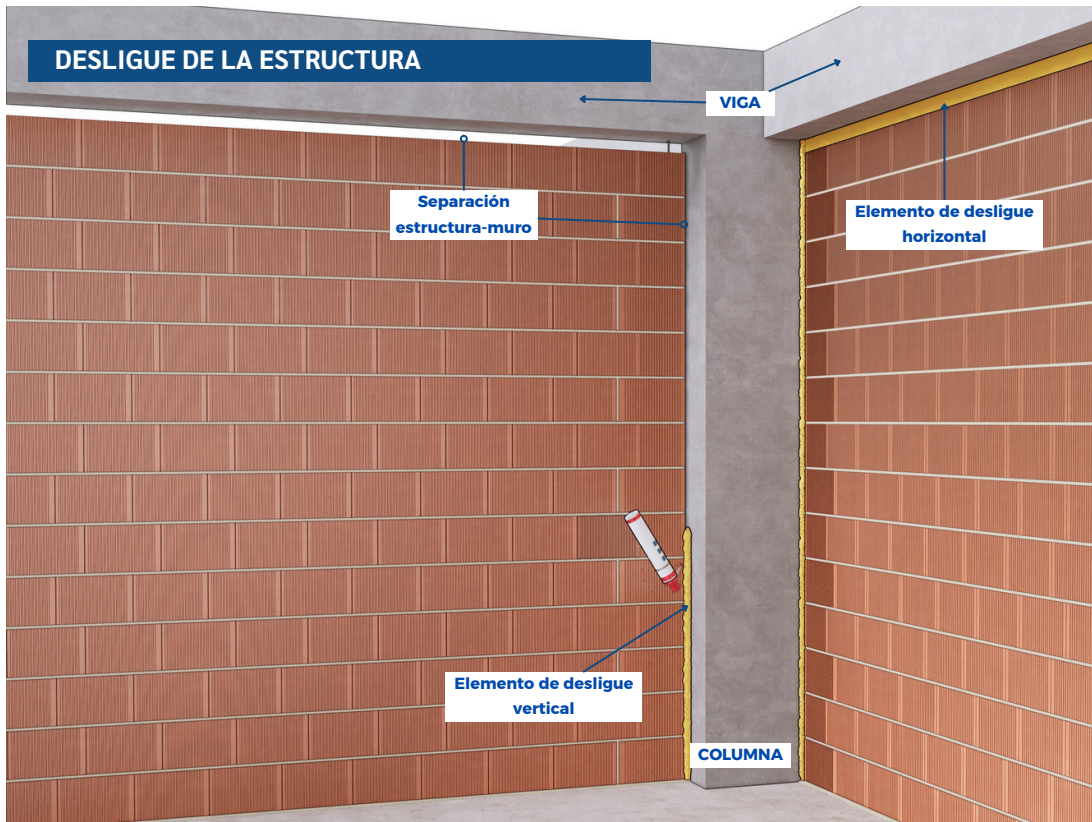 DESLIGUE DE LA ESTRUCTURA
VIGA
Separación
estructura-muro
Elemento de desligue
horizontal
Elemento de desligue
vertical
COLUMNA